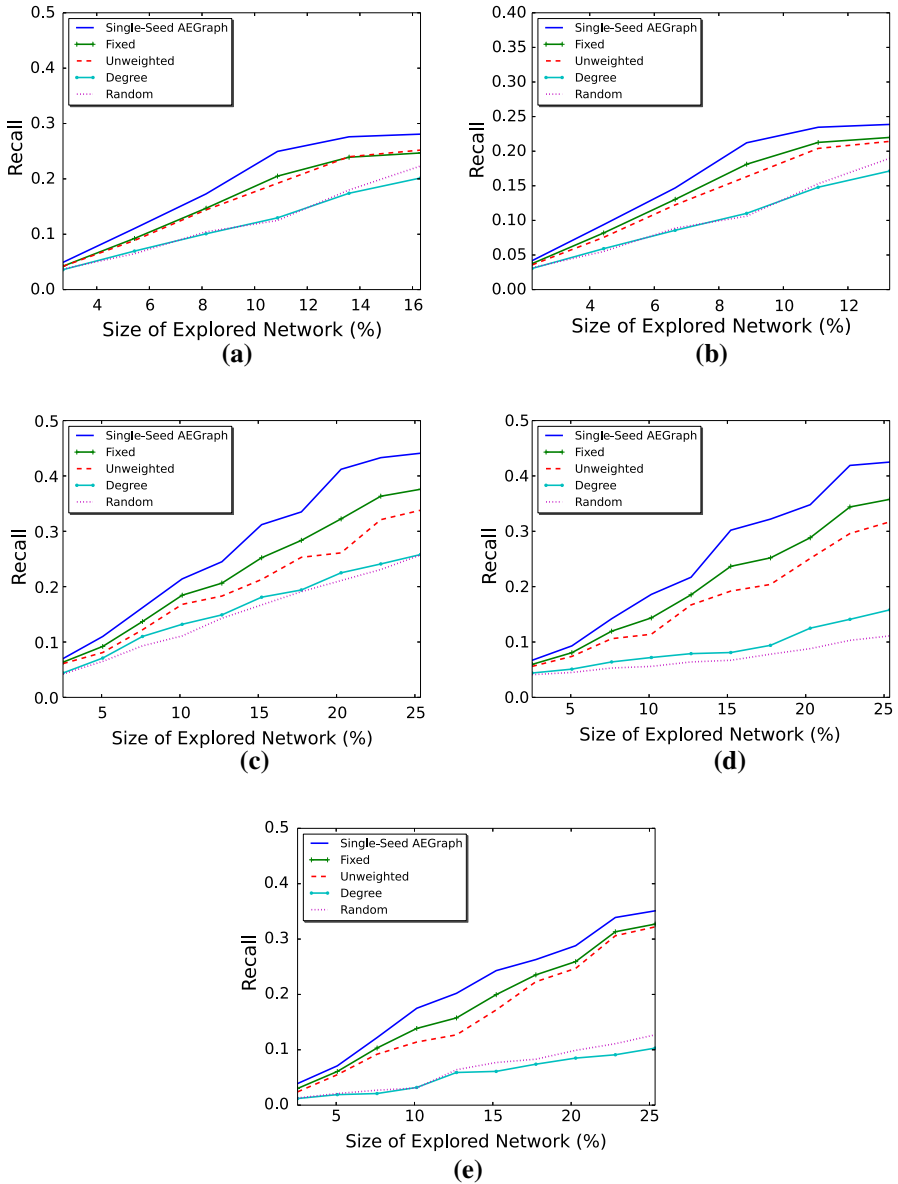 0.5
0.4
0.3
0.2
0.1
0.0
Recall
Single-Seed AEGraph
Fixed
Unweighted
Degree
Random
4 6 8 10 12 14 16
Size of Explored Network (%)
(a)
0.40
0.35
0.30
0.25
0.20
0.15
0.10
0.05
0.00
Recall
Single-Seed AEGraph
Fixed
Unweighted
Degree
Random
4 6 8 10 12
Size of Explored Network (%)
(b)
0.5
0.4
0.3
0.2
0.1
0.0
Recall
Single-Seed AEGraph
Fixed
Unweighted
Degree
Random
5 10 15 20 25
Size of Explored Network (%)
(c)
0.5
0.4
0.3
0.2
0.1
0.0
Recall
Single-Seed AEGraph
Fixed
Unweighted
Degree
Random
5 10 15 20 25
Size of Explored Network (%)
(d)
0.5
0.4
0.3
0.2
0.1
0.0
Recall
Single-Seed AEGraph
Fixed
Unweighted
Degree
Random
5 10 15 20 25
Size of Explored Network (%)
(e)